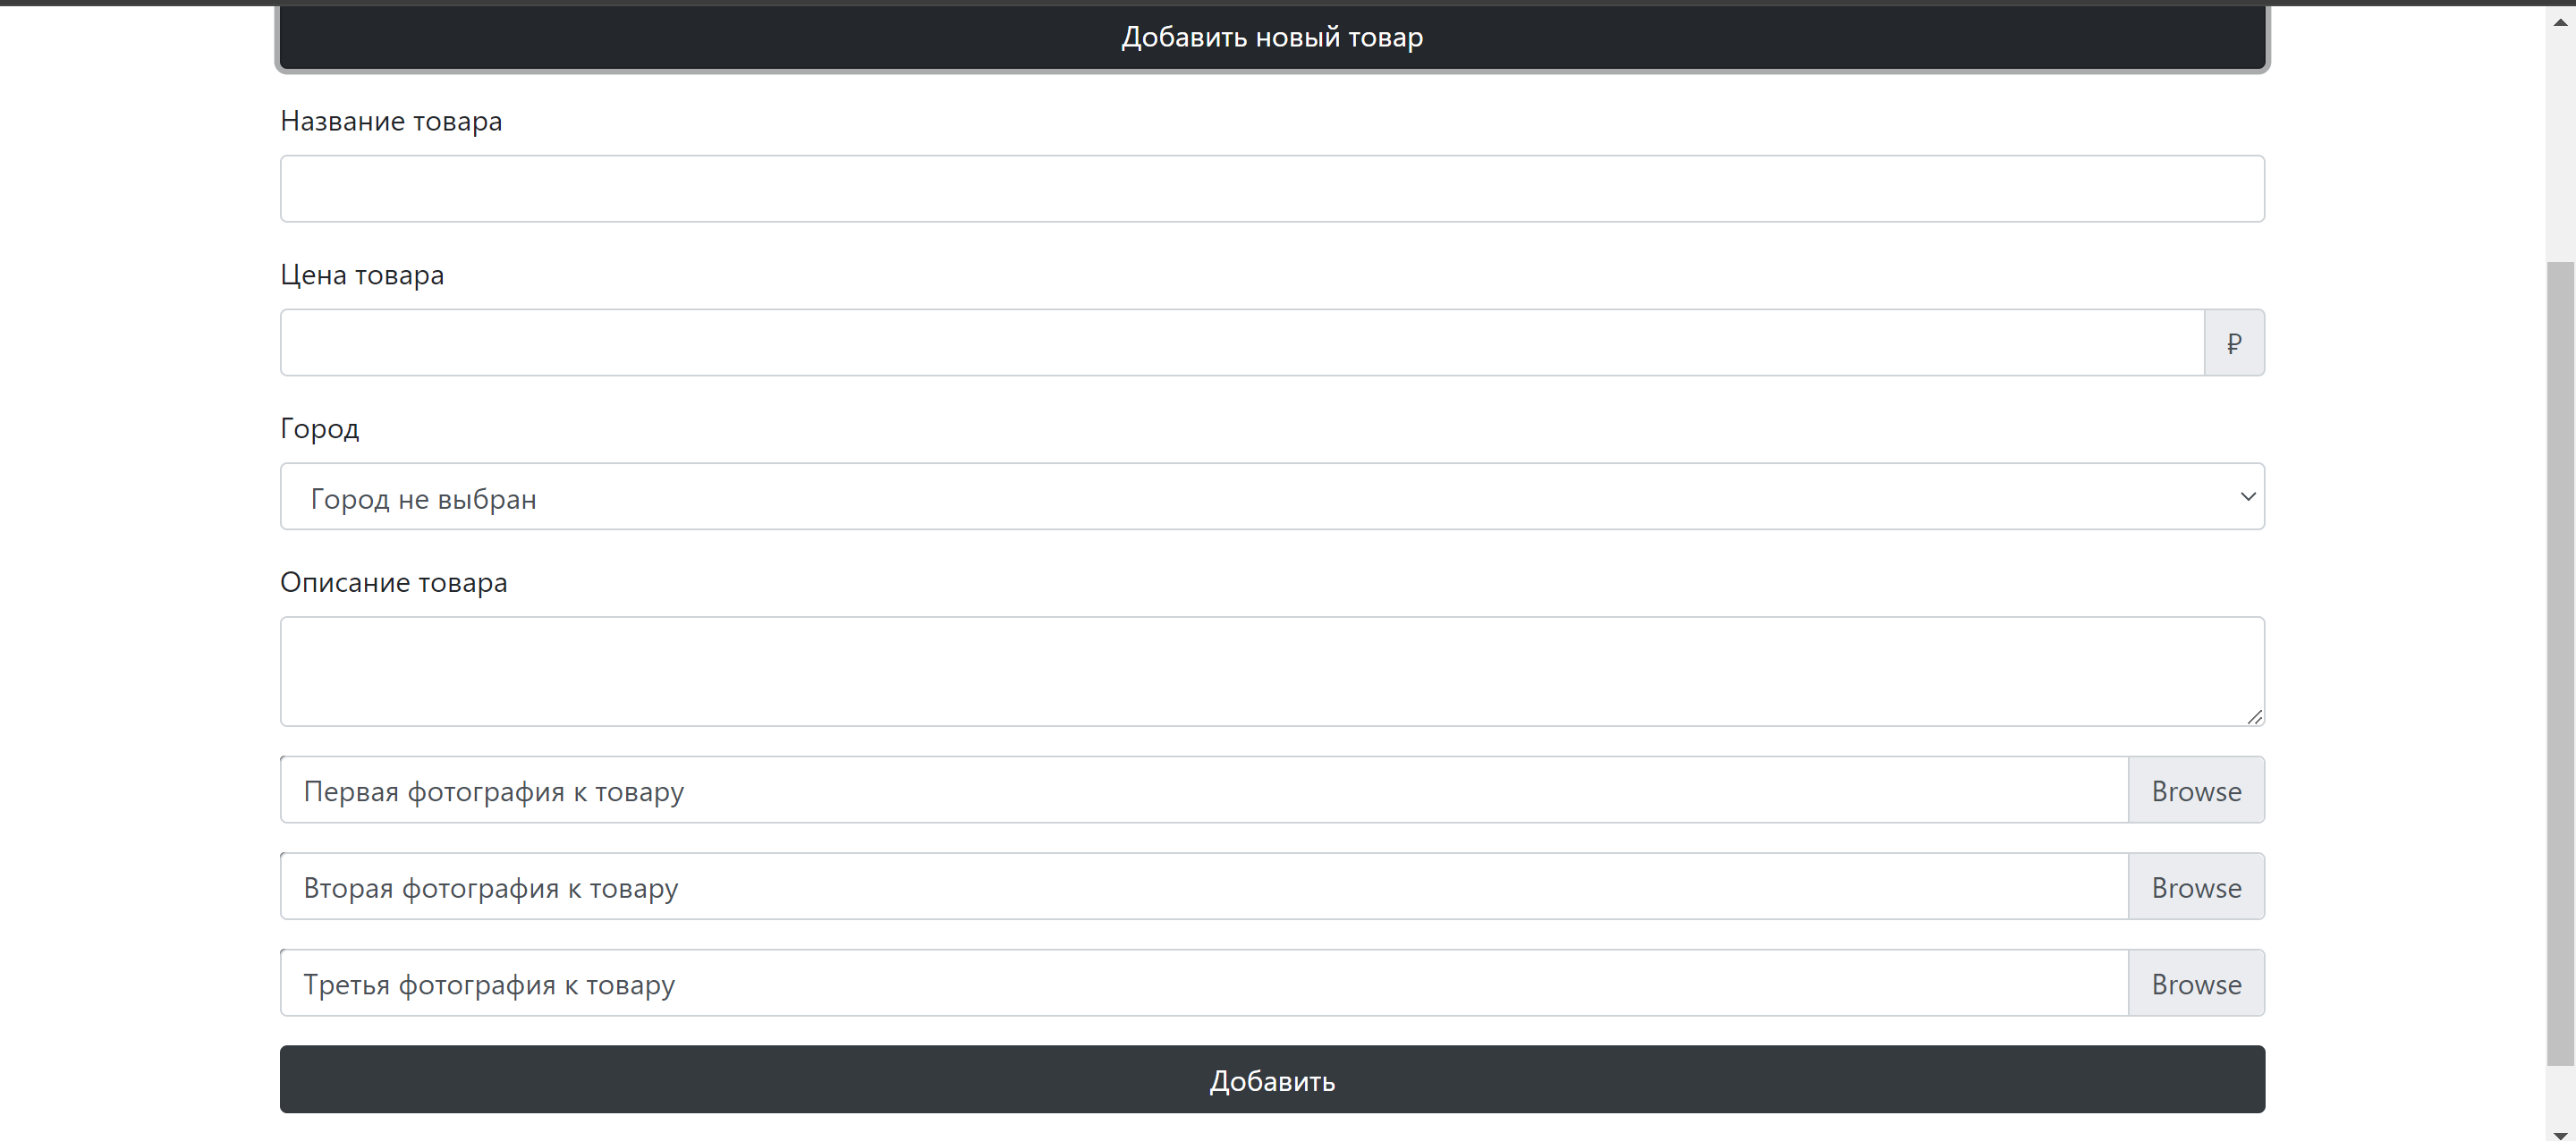 Добавить новый товар
Название товара
Цена товара
₽
Город
Город не выбран
Описание товара
Первая фотография к товару Browse
Вторая фотография к товару Browse
Третья фотография к товару Browse
Добавить